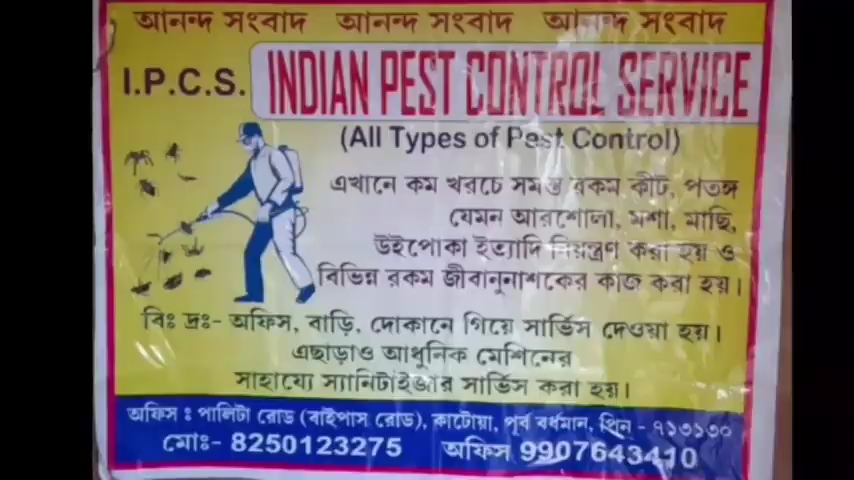 আনন্দ সংবাদ আনন্দ সংবাদ আনন্দ সংবাদ
I.P.C.S. INDIAN PEST CONTROL SERVICE
(All Types of Pest Control)
এখানে কম খরচে সমস্ত রকম কীট, পতঙ্গ
যেমন আরশোলা, মশা, মাছি,
উইপোকা ইত্যাদি নিয়ন্ত্রণ করা হয় ও
বিভিন্ন রকম জীবানুনাশকের কাজ করা হয়।
বিঃ দ্রঃ- অফিস, বাড়ি, দোকানে গিয়ে সার্ভিস দেওয়া হয়।
এছাড়াও আধুনিক মেশিনের
সাহায্যে স্যানিটাইজার সার্ভিস করা হয়।
অফিস : পালিটা রোড (বাইপাস রোড), কাটোয়া, পূর্ব বর্ধমান, পিন - ৭১৩১৩০
মোঃ- 8250123275 অফিস 9907643410